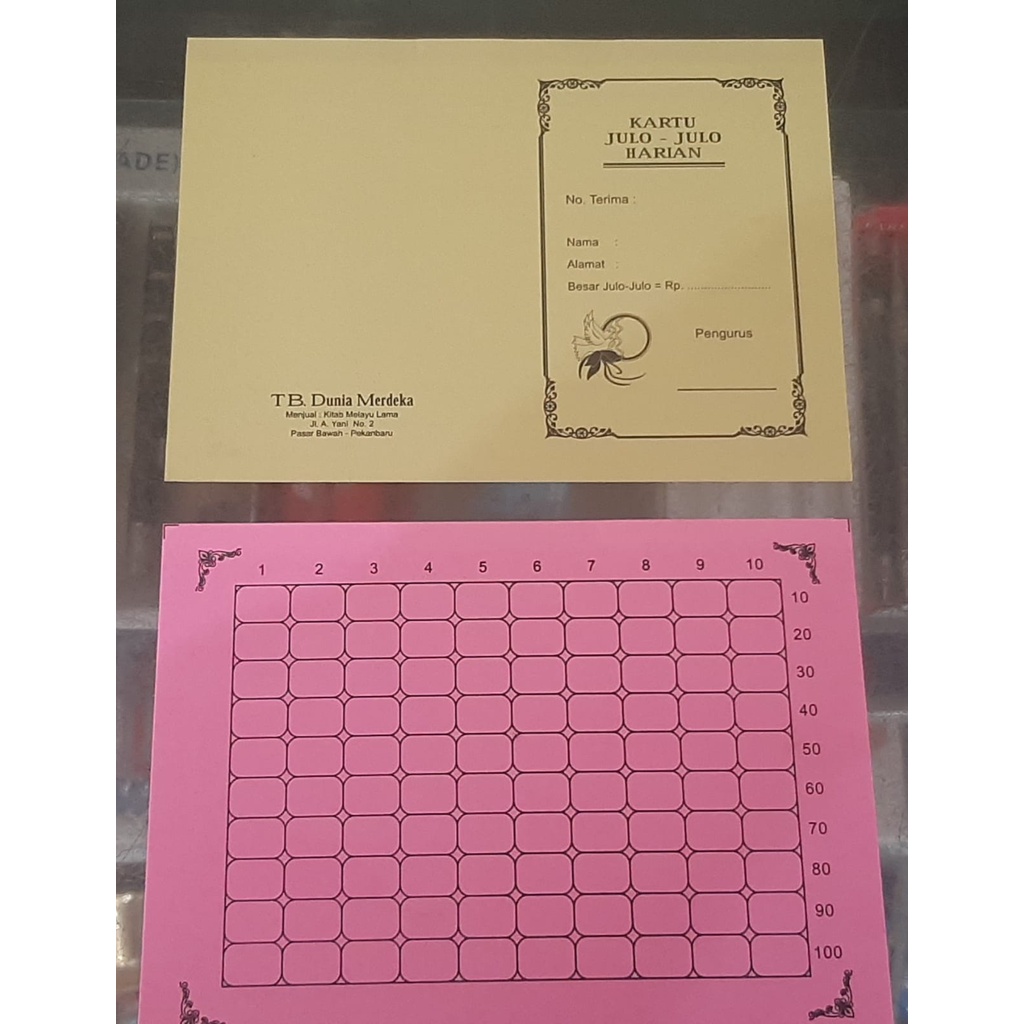 KARTU
JULO - JULO
HARIAN
No. Terima :
Nama :
Alamat :
Besar Julo-Julo = Rp. ..........................
Pengurus
TB. Dunia Merdeka
Menjual : Kitab Melayu Lama
Jl. A. Yani No. 2
Pasar Bawah - Pekanbaru
ADE)
1 2 3 4 5 6 7 8 9 10
10
20
30
40
50
60
70
80
90
100